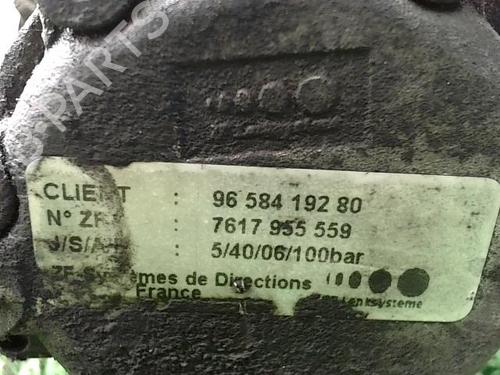 CLIENT : 96 584 192 80
N° ZF : 7617 955 559
J/S/A : 5/40/06/100bar
ZF-Systèmes de Directions
France
Lenksysteme